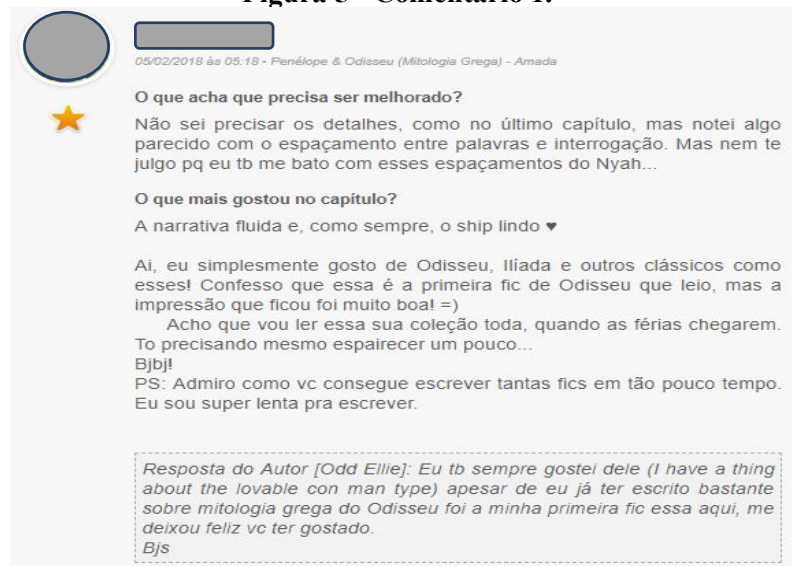 05/02/2018 às 05:18 • Penélope & Odisseu (Mitologia Grega) - Amada
O que acha que precisa ser melhorado?
Não sei precisar os detalhes, como no último capítulo, mas notei algo
parecido com o espaçamento entre palavras e interrogação. Mas nem te
julgo pq eu tb me bato com esses espaçamentos do Nyah...
O que mais gostou no capítulo?
A narrativa fluida e, como sempre, o ship lindo ♥
Ai, eu simplesmente gosto de Odisseu, Ilíada e outros clássicos como
esses! Confesso que essa é a primeira fic de Odisseu que leio, mas a
impressão que ficou foi muito boa! =)
Acho que vou ler essa sua coleção toda, quando as férias chegarem.
To precisando mesmo espairecer um pouco...
Bjbj!
PS: Admiro como vc consegue escrever tantas fics em tão pouco tempo.
Eu sou super lenta pra escrever.
Resposta do Autor [Odd Ellie]: Eu tb sempre gostei dele (I have a thing
about the lovable con man type) apesar de eu já ter escrito bastante
sobre mitologia grega do Odisseu foi a minha primeira fic essa aqui, me
deixou feliz vc ter gostado.
Bjs